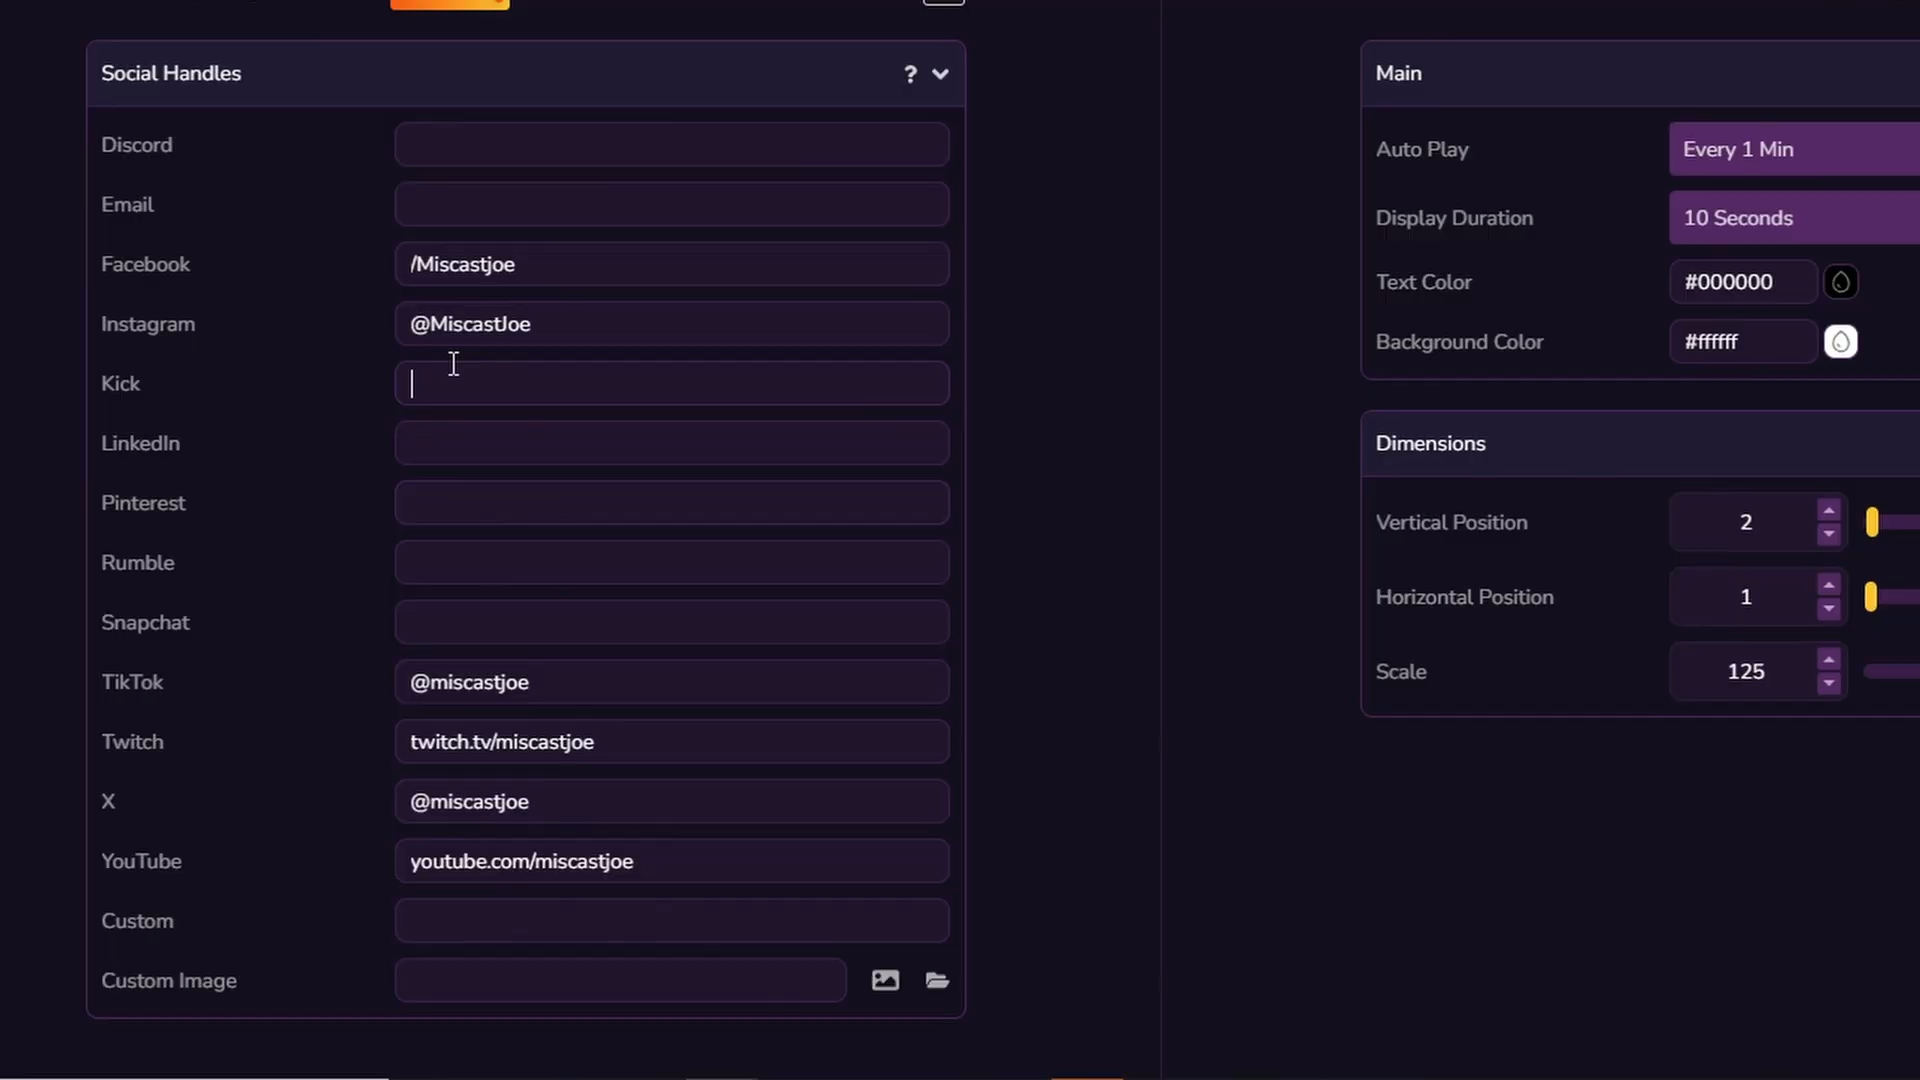 Social Handles ?
Discord
Email
Facebook /Miscastjoe
Instagram @MiscastJoe
Kick
LinkedIn
Pinterest
Rumble
Snapchat
TikTok @miscastjoe
Twitch twitch.tv/miscastjoe
X @miscastjoe
YouTube youtube.com/miscastjoe
Custom
Custom Image
Main
Auto Play Every 1 Min
Display Duration 10 Seconds
Text Color #000000
Background Color #ffffff
Dimensions
Vertical Position 2
Horizontal Position 1
Scale 125